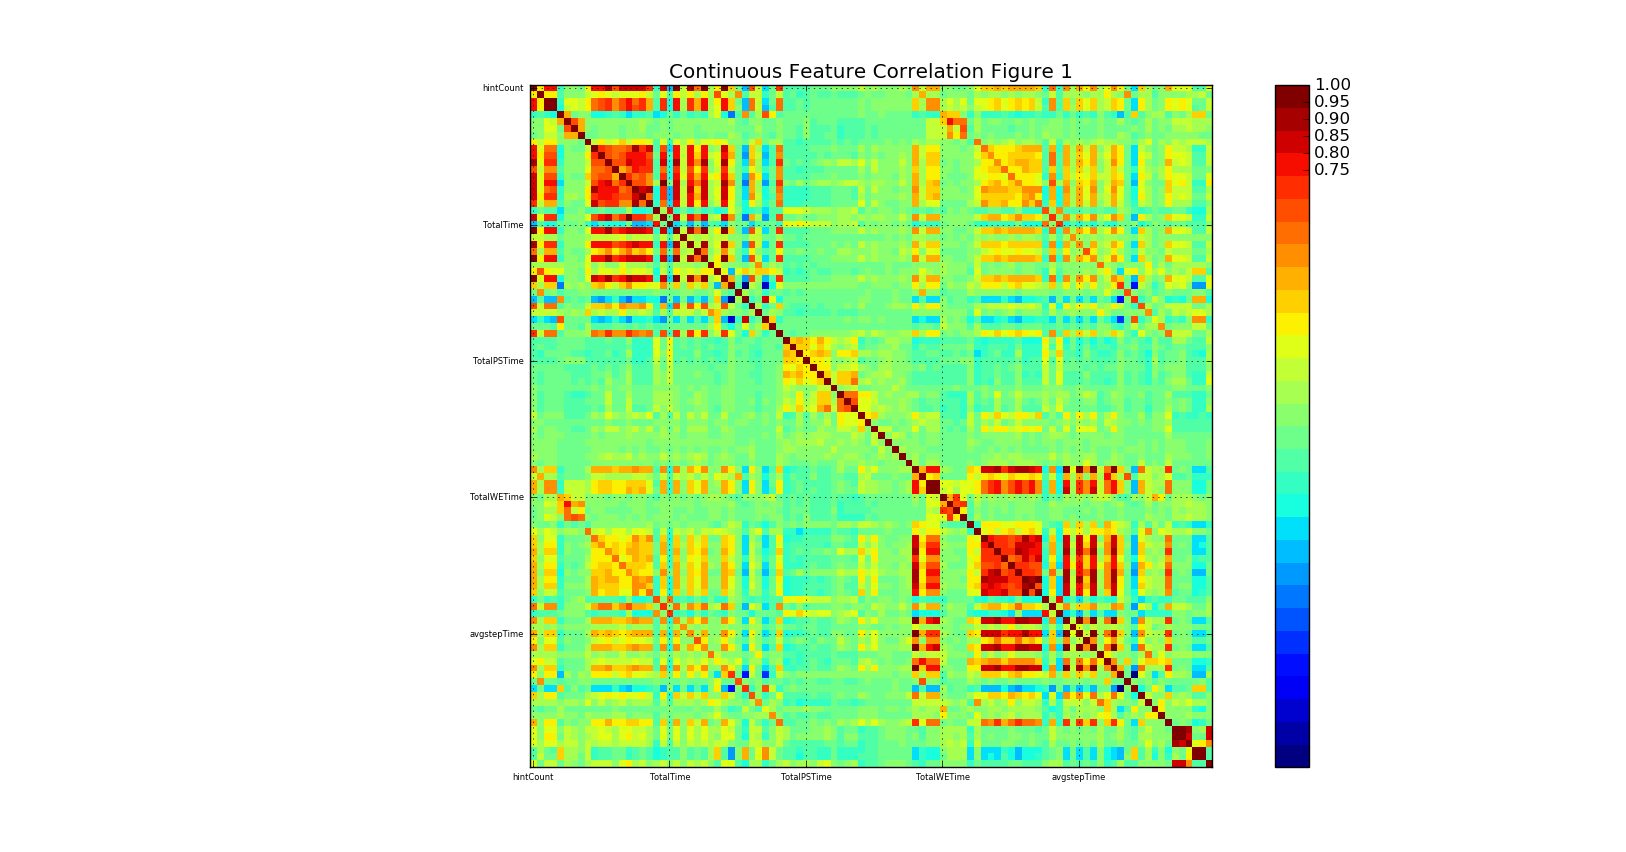 Continuous Feature Correlation Figure 1
hintCount
TotalTime
TotalPSTime
TotalWETime
avgstepTime
hintCount
TotalTime
TotalPSTime
TotalWETime
avgstepTime
1.00
0.95
0.90
0.85
0.80
0.75